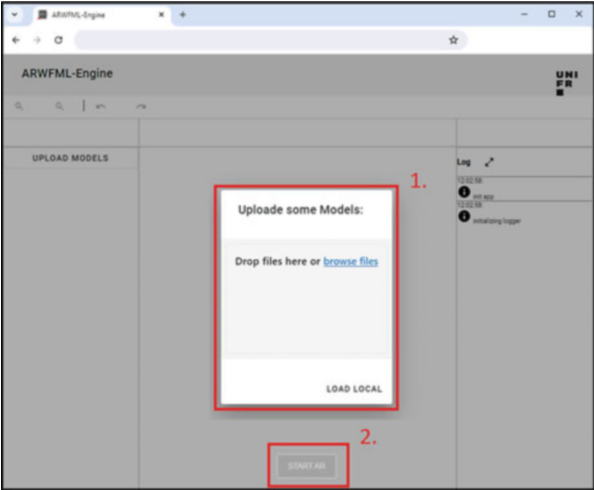 ARWFML-Engine
ARWFML-Engine
UNI
FR
UPLOAD MODELS
Log
12:02:58:
init app
12:02:58:
initializing logger
1.
Uploade some Models:
Drop files here or browse files
LOAD LOCAL
2.
START AR